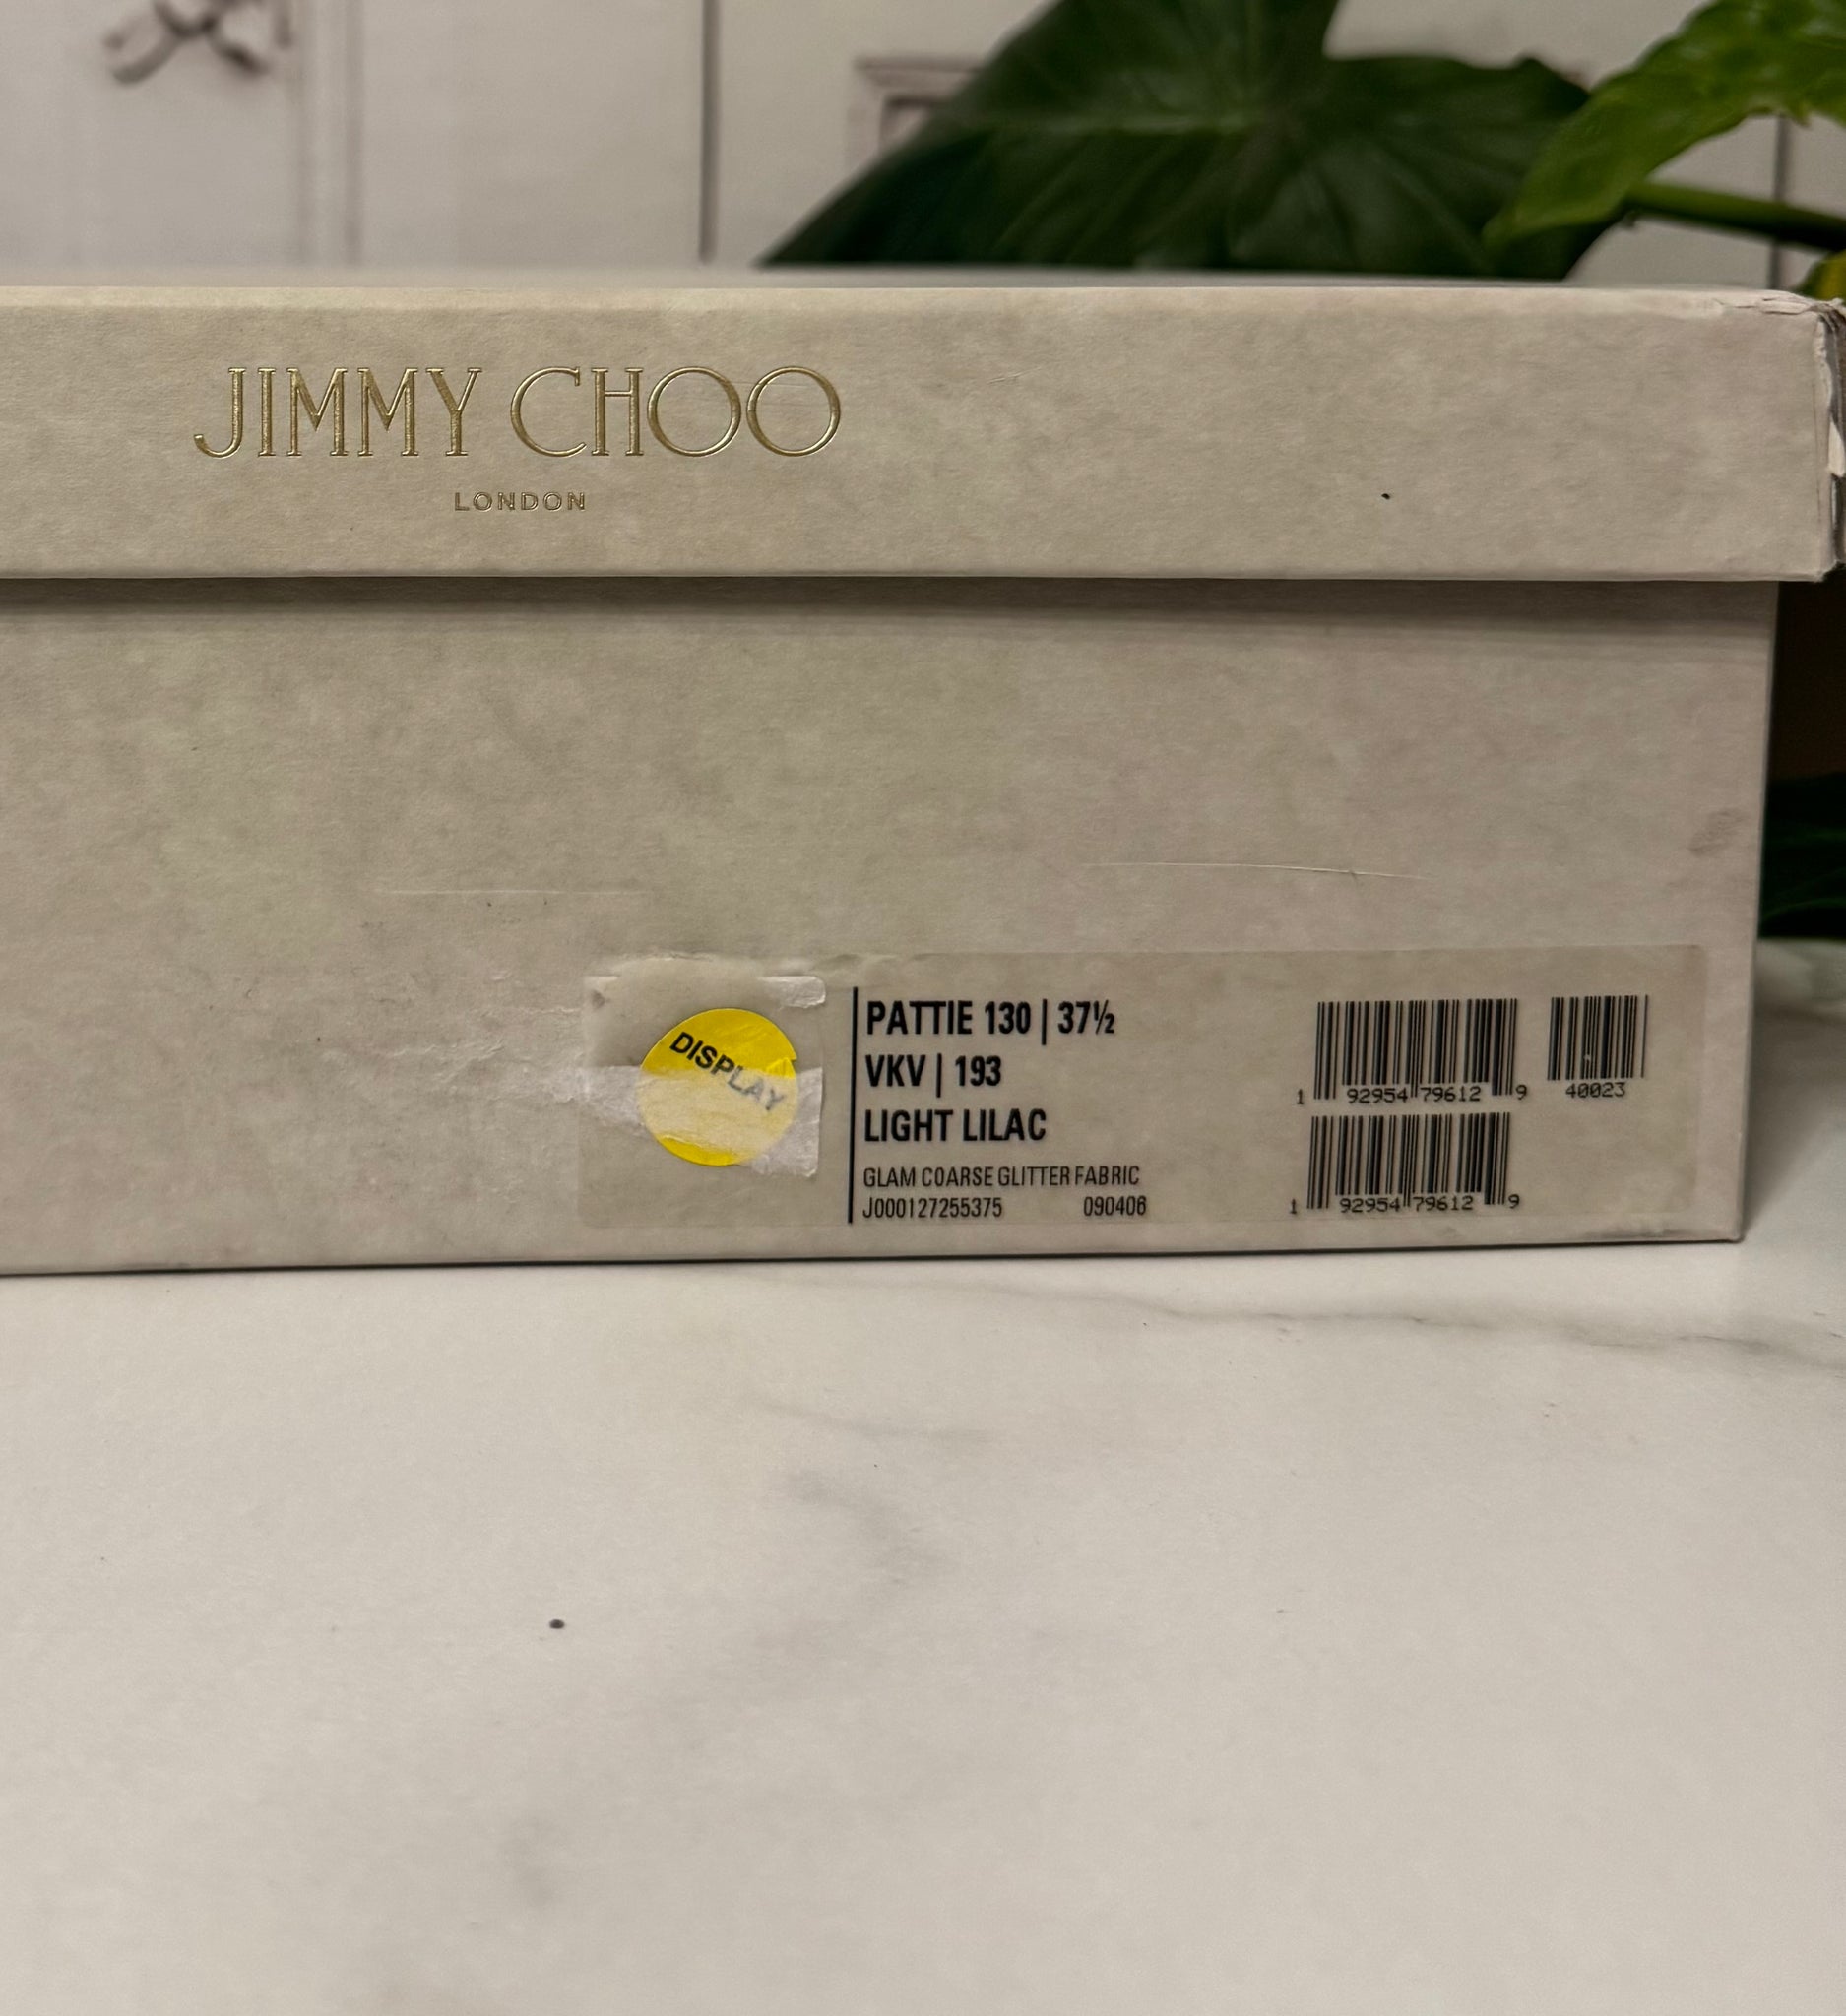 JIMMY CHOO
LONDON
DISPLAY
PATTIE 130 | 37½
VKV | 193
LIGHT LILAC
GLAM COARSE GLITTER FABRIC
J000127255375 090406
1 92954 79612 9 40023
1 92954 79612 9